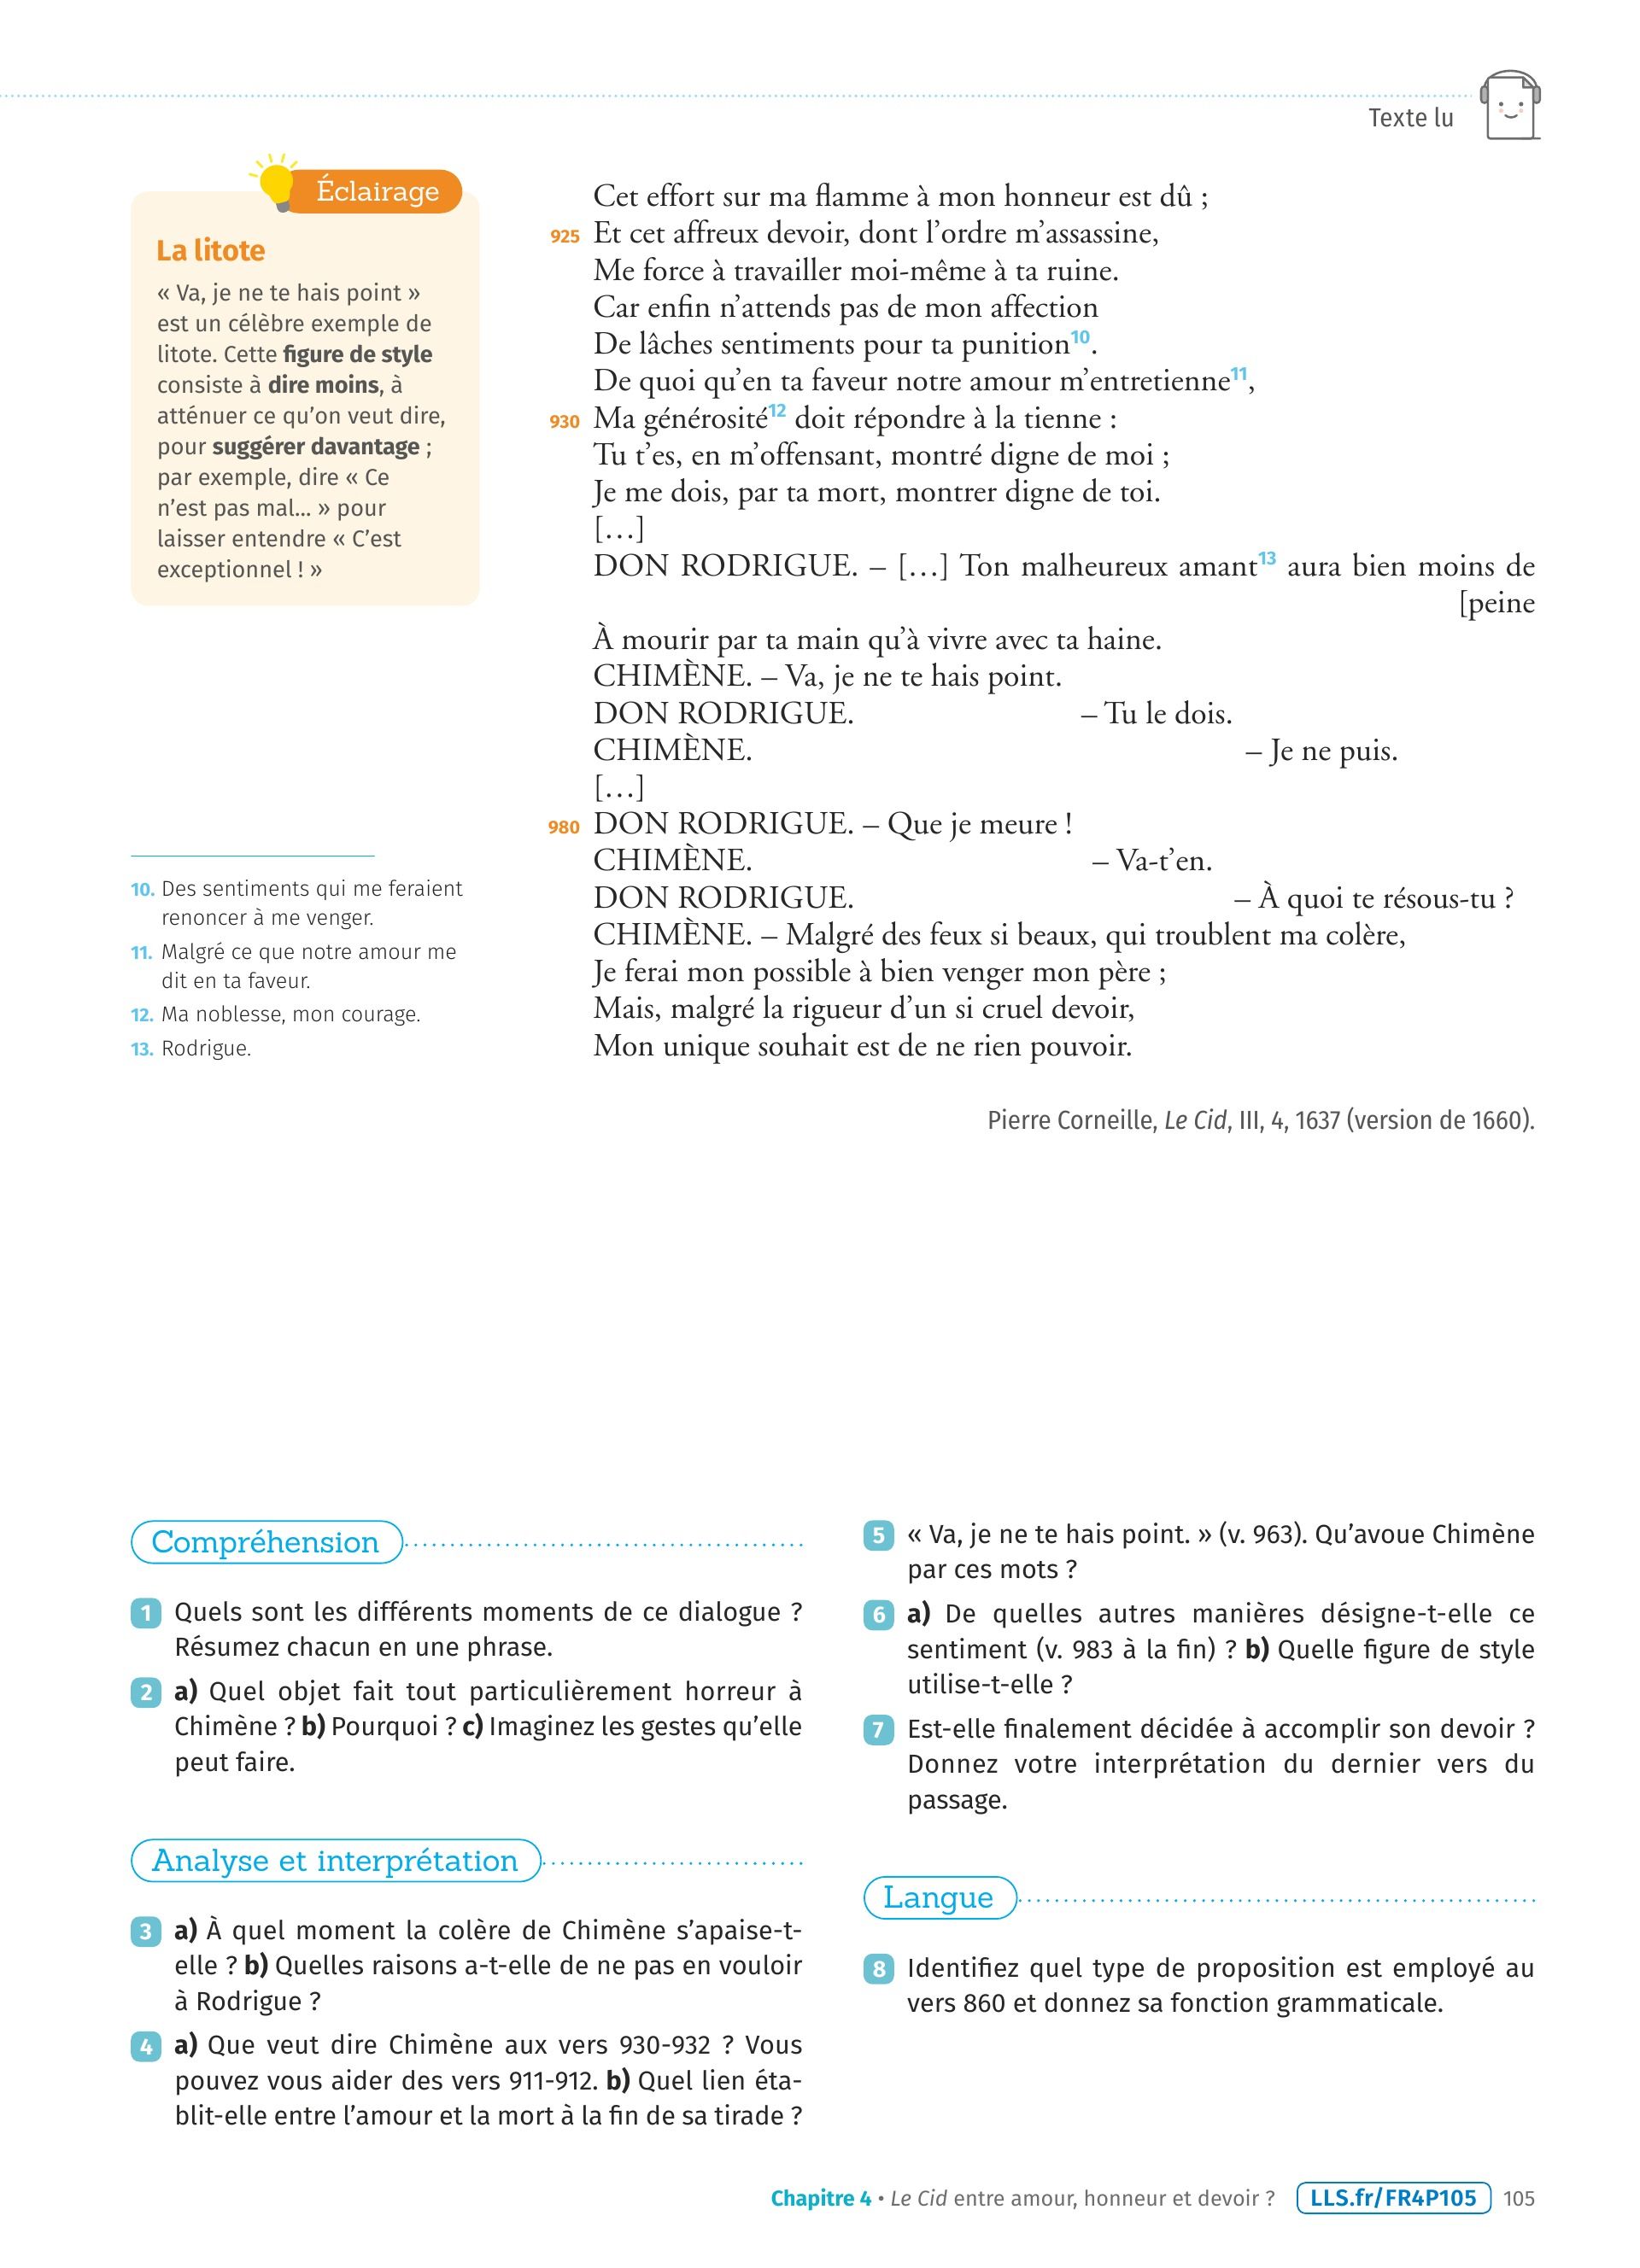 Texte lu
Éclairage
La litote
« Va, je ne te hais point »
est un célèbre exemple de
litote. Cette figure de style
consiste à dire moins, à
atténuer ce qu’on veut dire,
pour suggérer davantage ;
par exemple, dire « Ce
n’est pas mal… » pour
laisser entendre « C’est
exceptionnel ! »
Cet effort sur ma flamme à mon honneur est dû ;
925 Et cet affreux devoir, dont l’ordre m’assassine,
Me force à travailler moi-même à ta ruine.
Car enfin n’attends pas de mon affection
De lâches sentiments pour ta punition10.
De quoi qu’en ta faveur notre amour m’entretienne11,
930 Ma générosité12 doit répondre à la tienne :
Tu t’es, en m’offensant, montré digne de moi ;
Je me dois, par ta mort, montrer digne de toi.
[…]
DON RODRIGUE. – […] Ton malheureux amant13 aura bien moins de
[peine
À mourir par ta main qu’à vivre avec ta haine.
CHIMÈNE. – Va, je ne te hais point.
DON RODRIGUE. – Tu le dois.
CHIMÈNE. – Je ne puis.
[…]
980 DON RODRIGUE. – Que je meure !
CHIMÈNE. – Va-t’en.
DON RODRIGUE. – À quoi te résous-tu ?
CHIMÈNE. – Malgré des feux si beaux, qui troublent ma colère,
Je ferai mon possible à bien venger mon père ;
Mais, malgré la rigueur d’un si cruel devoir,
Mon unique souhait est de ne rien pouvoir.
Pierre Corneille, Le Cid, III, 4, 1637 (version de 1660).
10. Des sentiments qui me feraient
renoncer à me venger.
11. Malgré ce que notre amour me
dit en ta faveur.
12. Ma noblesse, mon courage.
13. Rodrigue.
Compréhension
1 Quels sont les différents moments de ce dialogue ?
Résumez chacun en une phrase.
2 a) Quel objet fait tout particulièrement horreur à
Chimène ? b) Pourquoi ? c) Imaginez les gestes qu’elle
peut faire.
Analyse et interprétation
3 a) À quel moment la colère de Chimène s’apaise-t-
elle ? b) Quelles raisons a-t-elle de ne pas en vouloir
à Rodrigue ?
4 a) Que veut dire Chimène aux vers 930-932 ? Vous
pouvez vous aider des vers 911-912. b) Quel lien éta-
blit-elle entre l’amour et la mort à la fin de sa tirade ?
5 « Va, je ne te hais point. » (v. 963). Qu’avoue Chimène
par ces mots ?
6 a) De quelles autres manières désigne-t-elle ce
sentiment (v. 983 à la fin) ? b) Quelle figure de style
utilise-t-elle ?
7 Est-elle finalement décidée à accomplir son devoir ?
Donnez votre interprétation du dernier vers du
passage.
Langue
8 Identifiez quel type de proposition est employé au
vers 860 et donnez sa fonction grammaticale.
Chapitre 4 • Le Cid entre amour, honneur et devoir ? LLS.fr/FR4P105 105